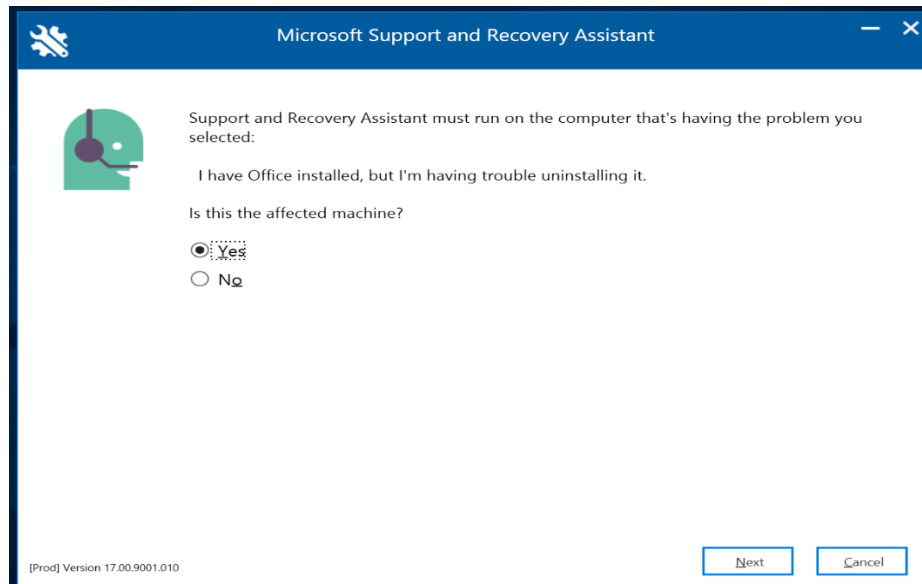 Microsoft Support and Recovery Assistant
Support and Recovery Assistant must run on the computer that's having the problem you
selected:
I have Office installed, but I'm having trouble uninstalling it.
Is this the affected machine?
Yes
No
[Prod] Version 17.00.9001.010
Next
Cancel